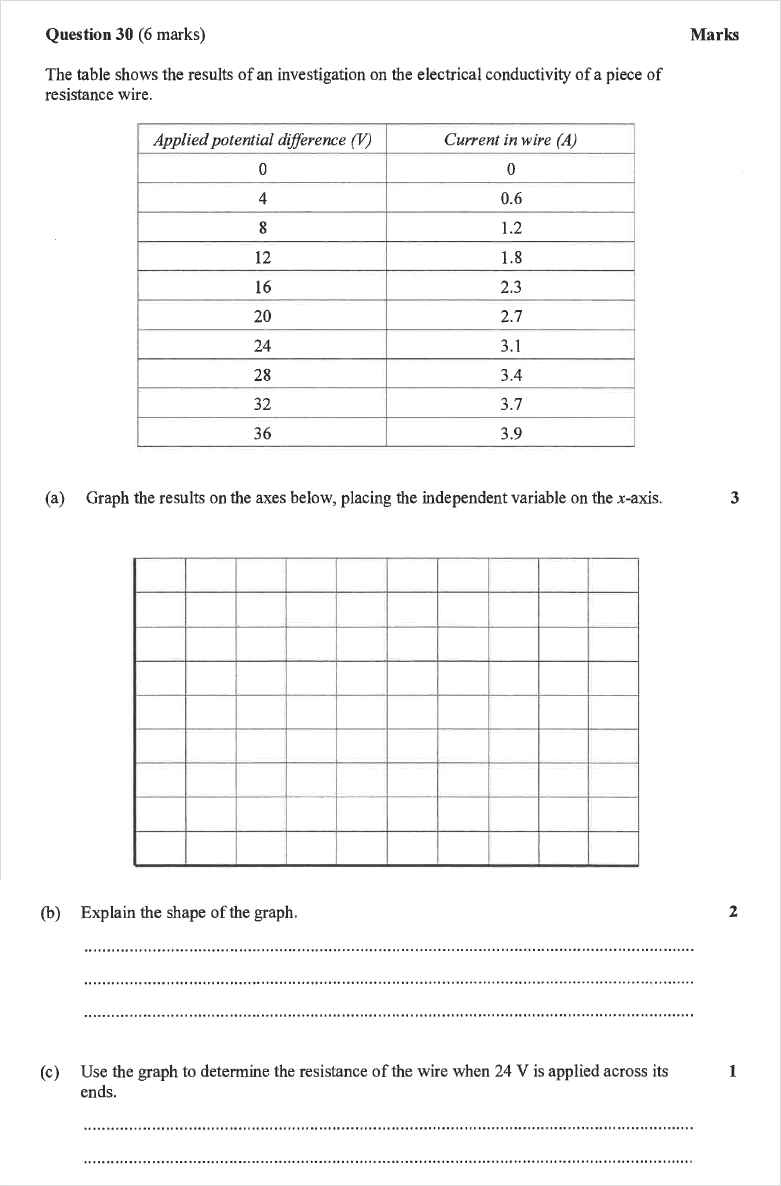 Question 30 (6 marks) Marks
The table shows the results of an investigation on the electrical conductivity of a piece of
resistance wire.
Applied potential difference (V) Current in wire (A)
0 0
4 0.6
8 1.2
12 1.8
16 2.3
20 2.7
24 3.1
28 3.4
32 3.7
36 3.9
(a) Graph the results on the axes below, placing the independent variable on the x-axis. 3
(b) Explain the shape of the graph. 2
(c) Use the graph to determine the resistance of the wire when 24 V is applied across its 1
ends.